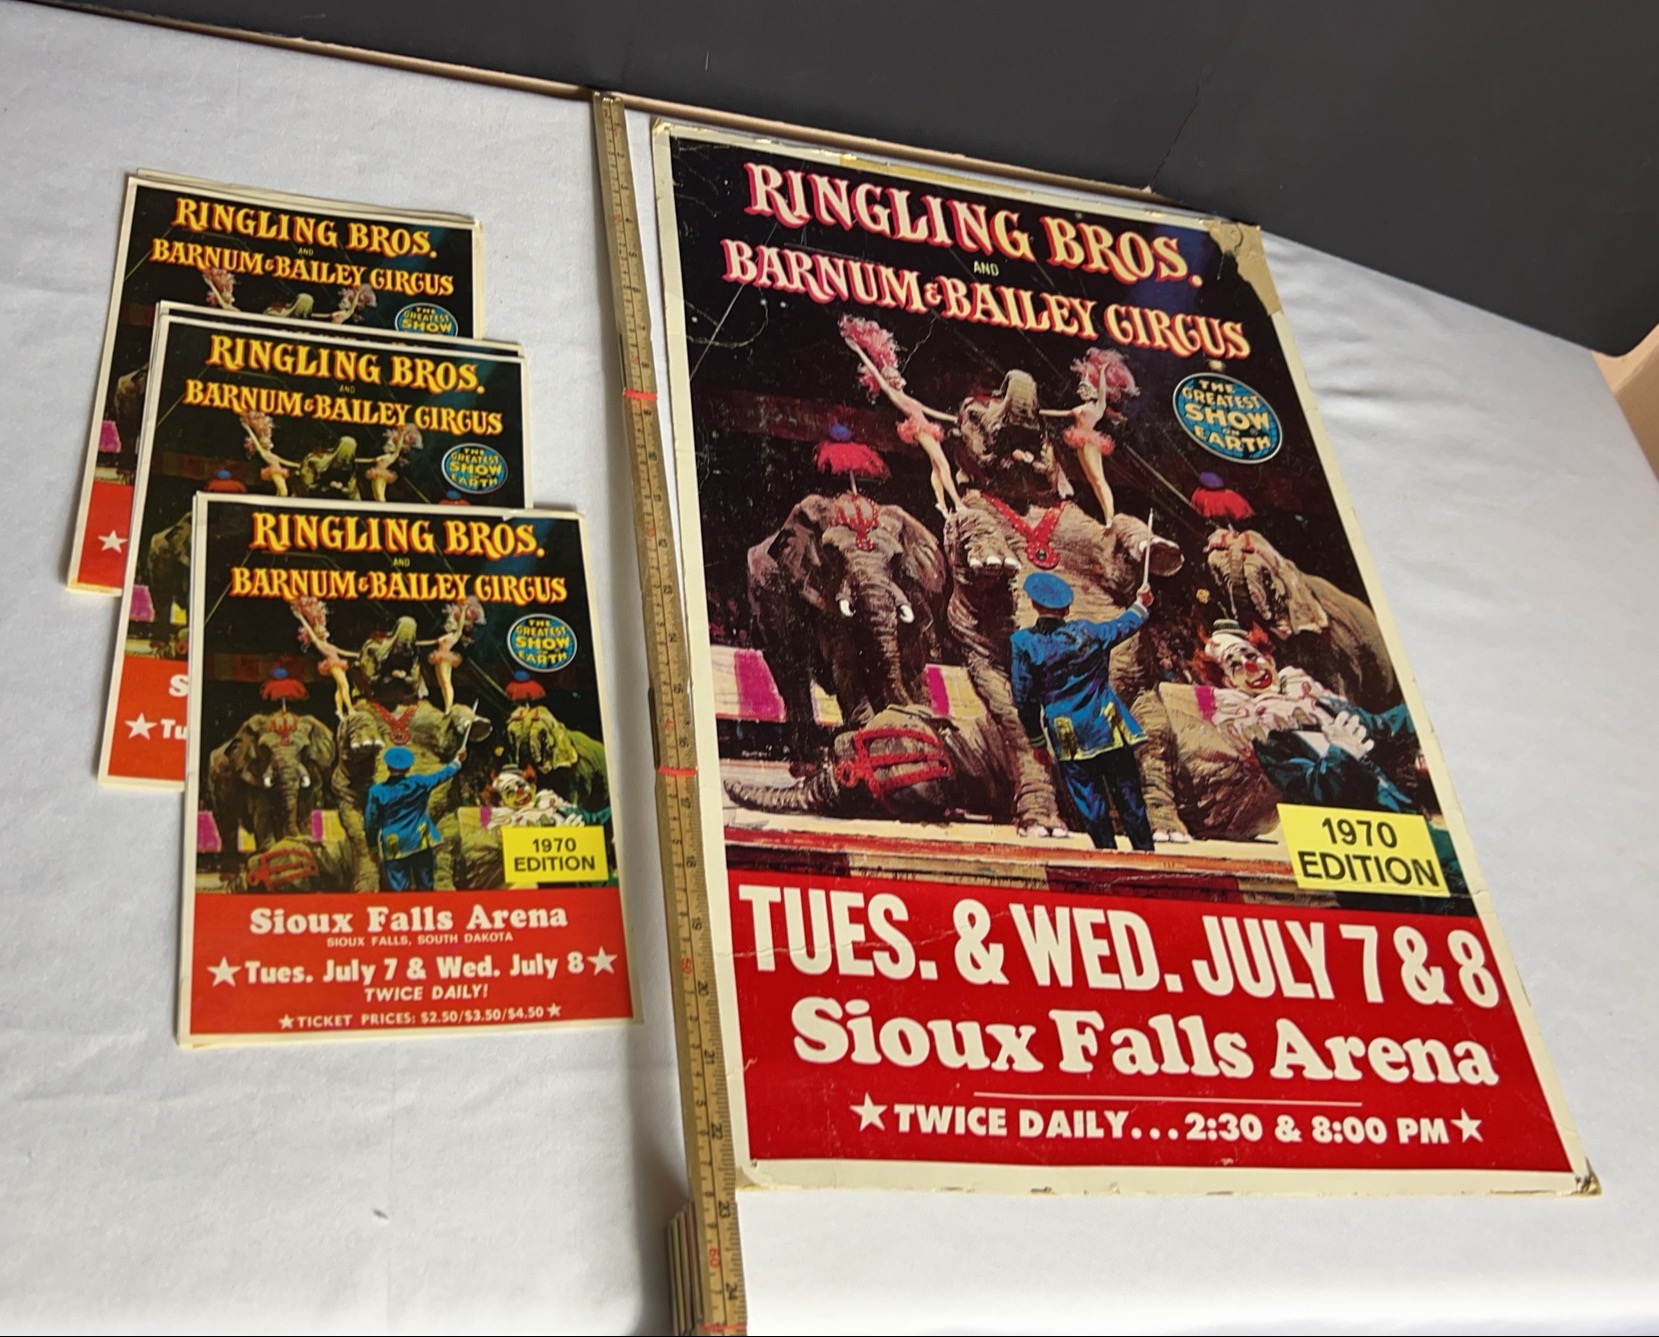 RINGLING BROS.
AND
BARNUM & BAILEY CIRCUS
THE
GREATEST
SHOW
RINGLING BROS.
AND
BARNUM & BAILEY CIRCUS
THE
GREATEST
SHOW
ON
EARTH
S
★Tu
RINGLING BROS.
AND
BARNUM & BAILEY CIRCUS
THE
GREATEST
SHOW
ON
EARTH
1970
EDITION
Sioux Falls Arena
SIOUX FALLS, SOUTH DAKOTA
★Tues. July 7 & Wed. July 8★
TWICE DAILY!
★TICKET PRICES: $2.50/$3.50/$4.50★
RINGLING BROS.
AND
BARNUM & BAILEY CIRCUS
THE
GREATEST
SHOW
ON
EARTH
1970
EDITION
TUES. & WED. JULY 7 & 8
Sioux Falls Arena
★TWICE DAILY...2:30 & 8:00 PM★